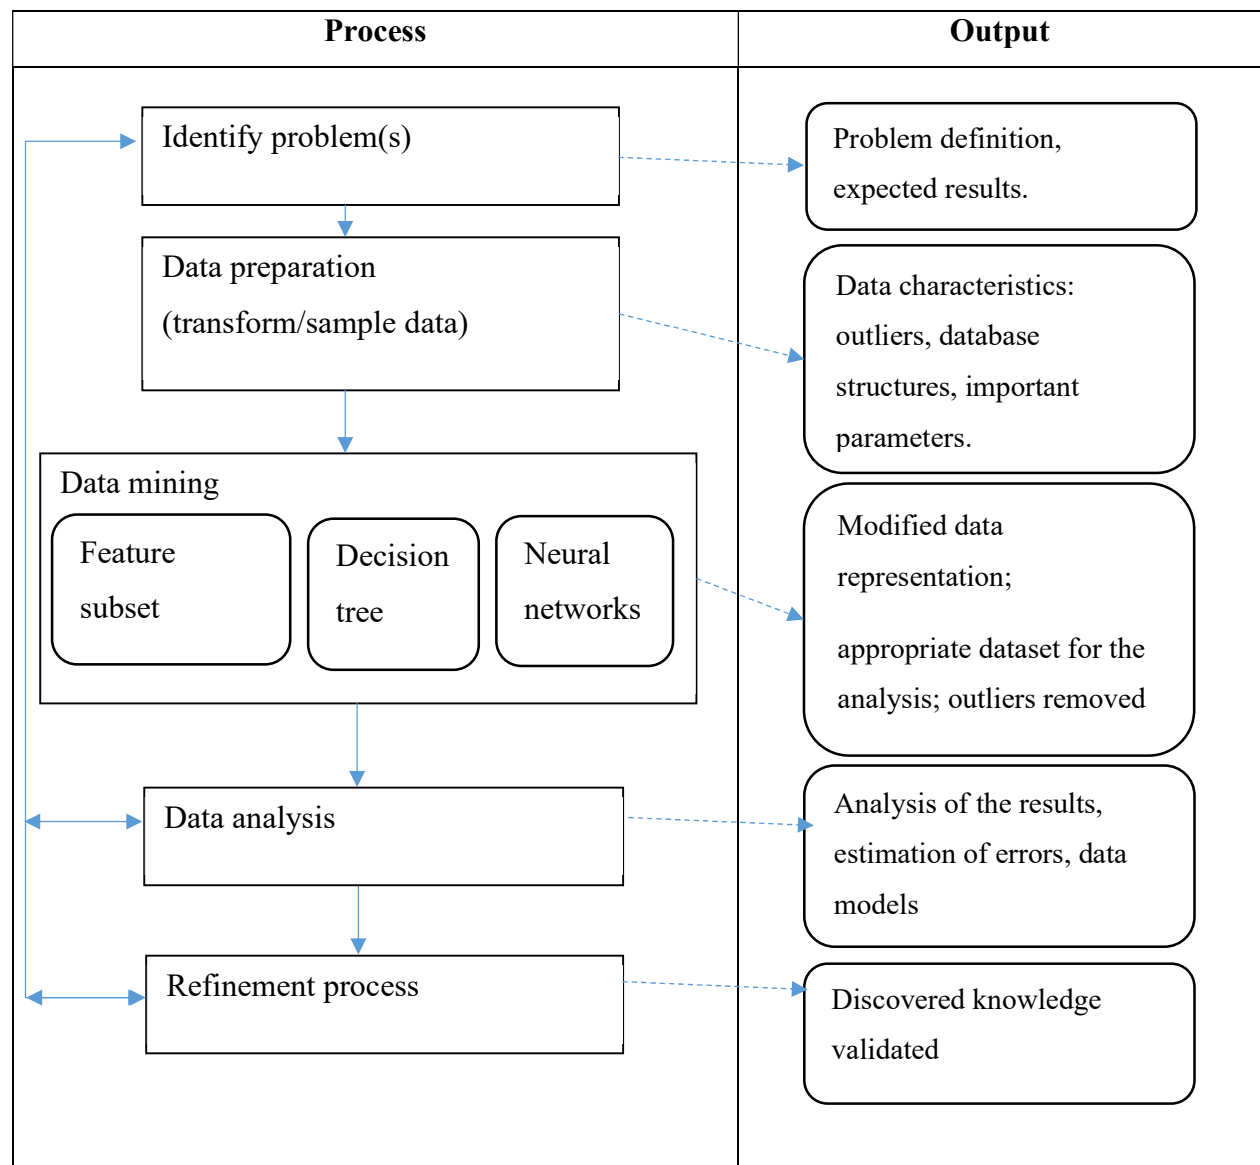 Process
Output
Identify problem(s)
Problem definition,
expected results.
Data preparation
(transform/sample data)
Data characteristics:
outliers, database
structures, important
parameters.
Data mining
Feature
subset
Decision
tree
Neural
networks
Modified data
representation;
appropriate dataset for the
analysis; outliers removed
Data analysis
Analysis of the results,
estimation of errors, data
models
Refinement process
Discovered knowledge
validated